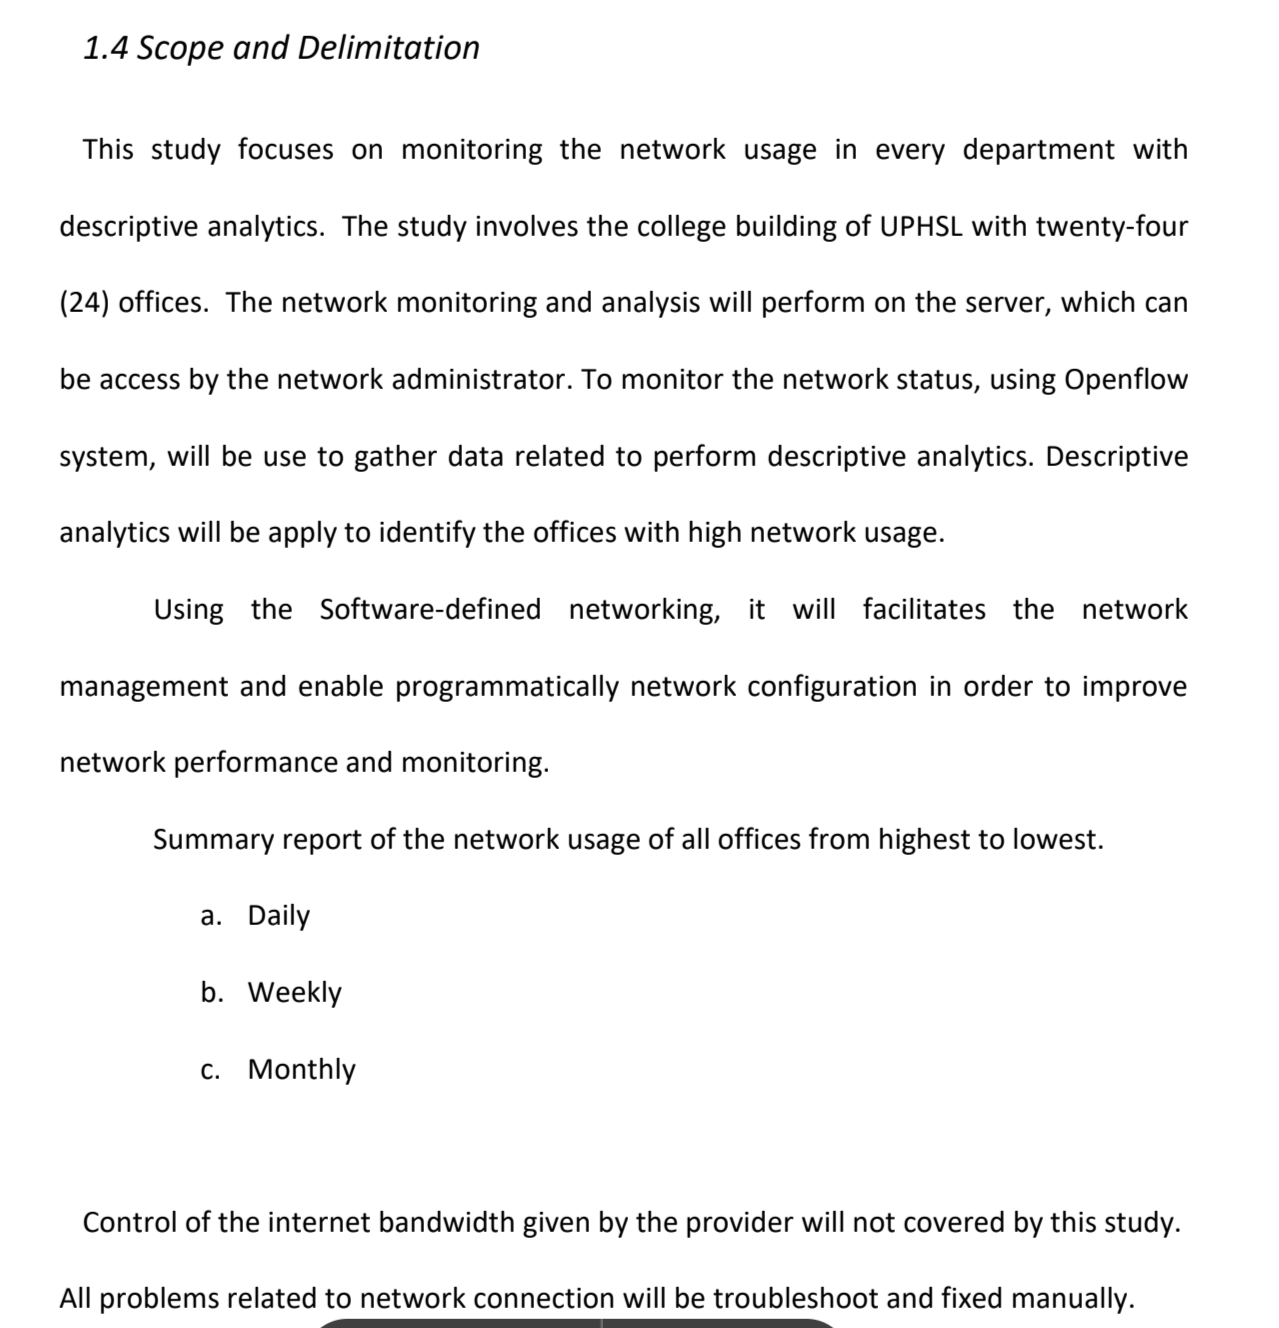 1.4 Scope and Delimitation
This study focuses on monitoring the network usage in every department with
descriptive analytics. The study involves the college building of UPHSL with twenty-four
(24) offices. The network monitoring and analysis will perform on the server, which can
be access by the network administrator. To monitor the network status, using Openflow
system, will be use to gather data related to perform descriptive analytics. Descriptive
analytics will be apply to identify the offices with high network usage.
Using the Software-defined networking, it will facilitates the network
management and enable programmatically network configuration in order to improve
network performance and monitoring.
Summary report of the network usage of all offices from highest to lowest.
a. Daily
b. Weekly
c. Monthly
Control of the internet bandwidth given by the provider will not covered by this study.
All problems related to network connection will be troubleshoot and fixed manually.